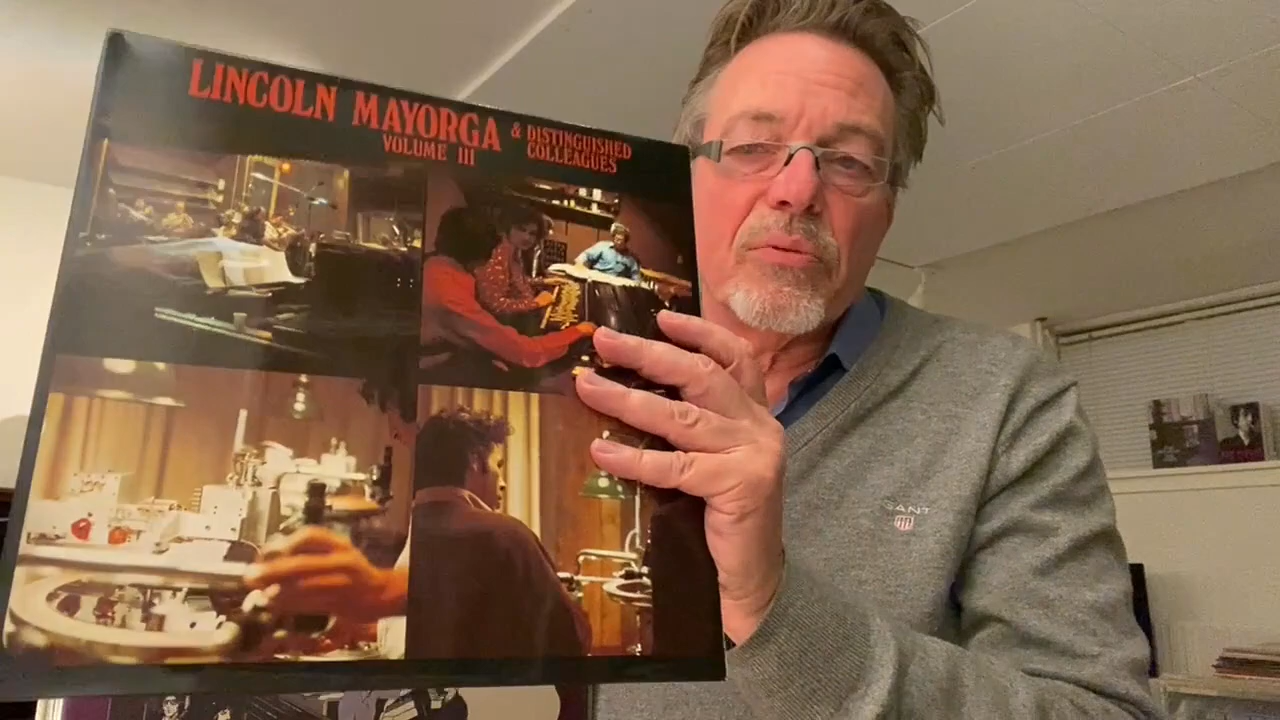 LINCOLN MAYORGA & DISTINGUISHED
VOLUME III COLLEAGUES
GANT